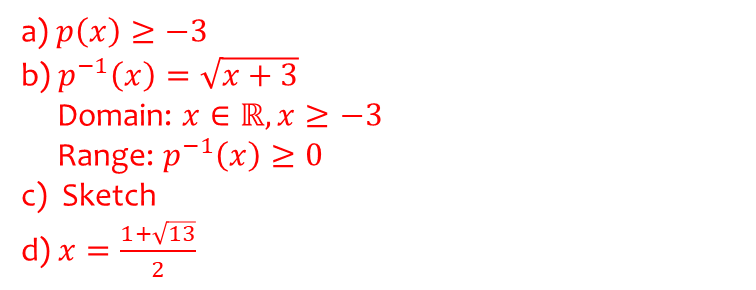 a) p(x) ≥ −3
b) p⁻¹(x) = √(x + 3)
Domain: x ∈ ℝ, x ≥ −3
Range: p⁻¹(x) ≥ 0
c) Sketch
d) x = (1+√13)/2